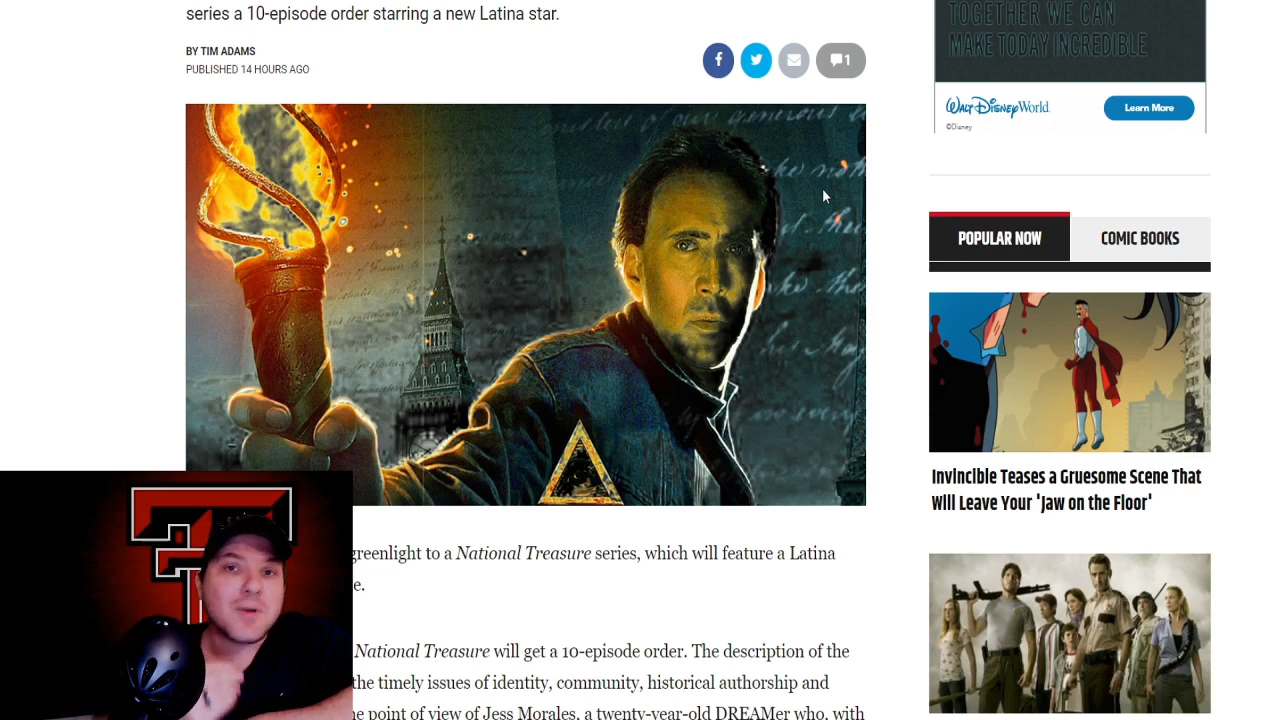 series a 10-episode order starring a new Latina star.
BY TIM ADAMS
PUBLISHED 14 HOURS AGO
1
TOGETHER WE CAN
MAKE TODAY INCREDIBLE
WALT DISNEY World
Learn More
©Disney
POPULAR NOW
COMIC BOOKS
Invincible Teases a Gruesome Scene That
Will Leave Your 'Jaw on the Floor'
greenlight to a National Treasure series, which will feature a Latina
e.
National Treasure will get a 10-episode order. The description of the
the timely issues of identity, community, historical authorship and
e point of view of Jess Morales, a twenty-year-old DREAMer who, with